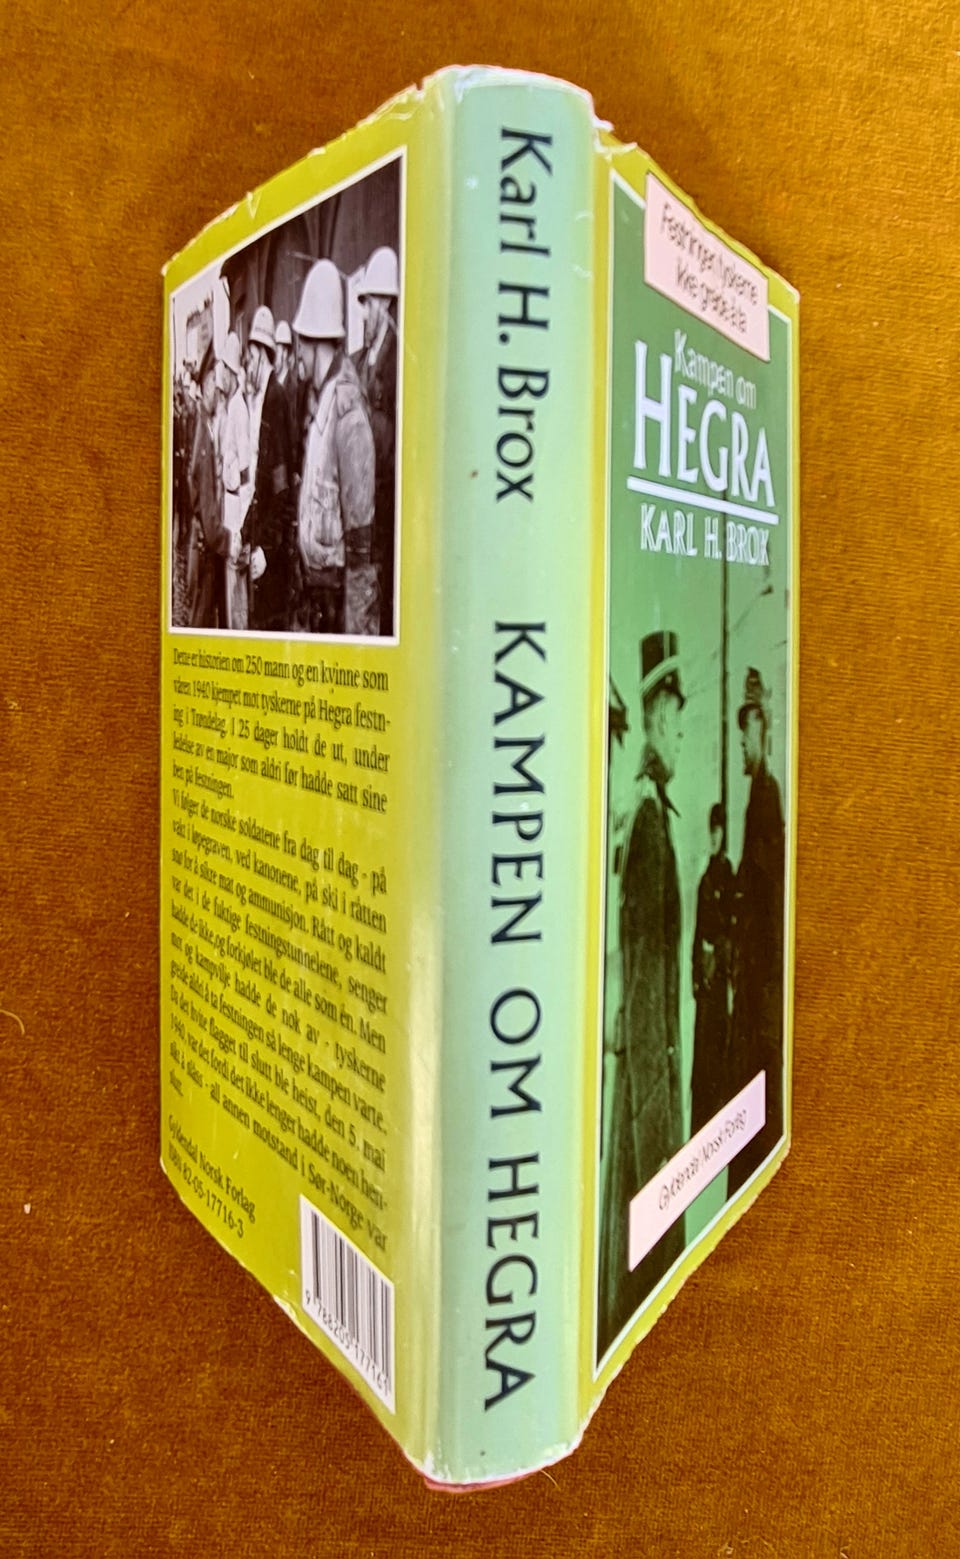 Karl H. Brox KAMPEN OM HEGRA
Festningen tyskerne
ikke greide å ta
Kampen om
HEGRA
KARL H. BROX
Gyldendal Norsk Forlag
Dette er historien om 250 mann og en kvinne som
våren 1940 kjempet mot tyskerne på Hegra festn-
ing i Trøndelag. I 25 dager holdt de ut, under
ledelse av en major som aldri før hadde satt sine
ben på festningen.
Vi følger de norske soldatene fra dag til dag - på
vakt i løpegraven, ved kanonene, på ski i råtten
snø for å sikre mat og ammunisjon. Rått og kaldt
var det i de fuktige festningstunnelene, senger
hadde de ikke, og forkjølet ble de alle som én. Men
mot og kampvilje hadde de nok av - tyskerne
greide aldri å ta festningen så lenge kampen varte.
Da det hvite flagget til slutt ble heist, den 5. mai
1940, var det fordi det ikke lenger hadde noen hen-
sikt å slåss - all annen motstand i Sør-Norge var
slutt.
Gyldendal Norsk Forlag
ISBN 82-05-17716-3
9 788205 177161